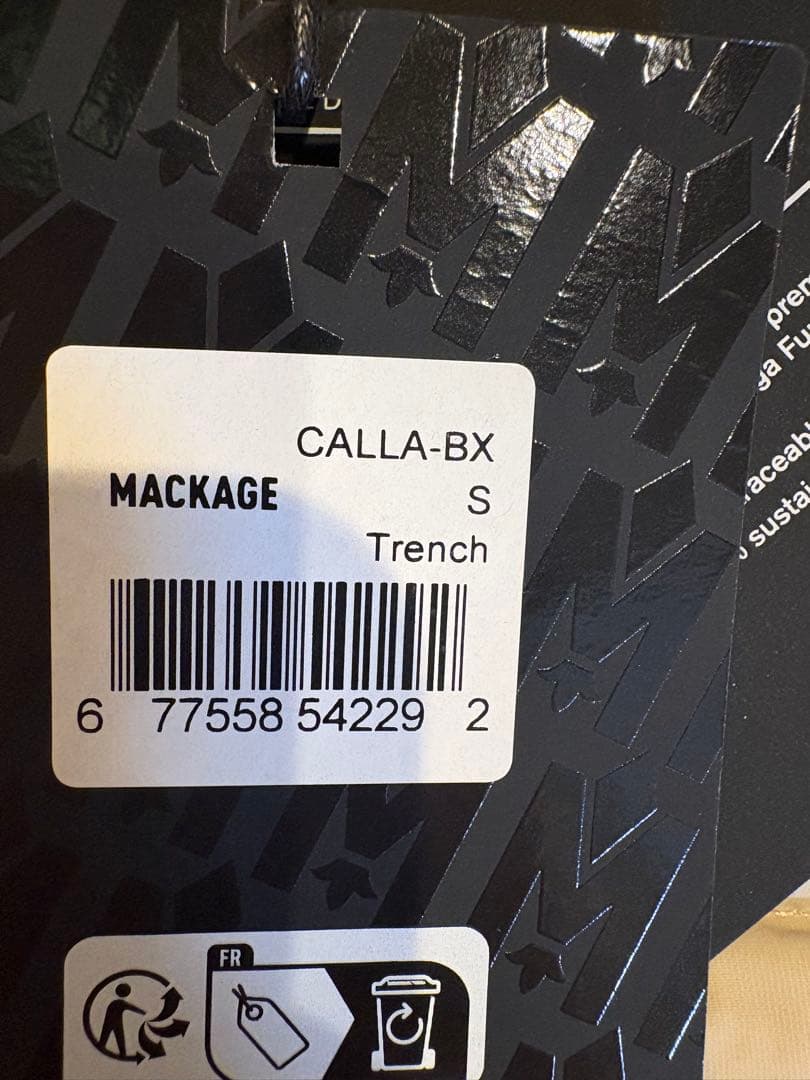 CALLA-BX
MACKAGE
S
Trench
6 77558 54229 2
FR